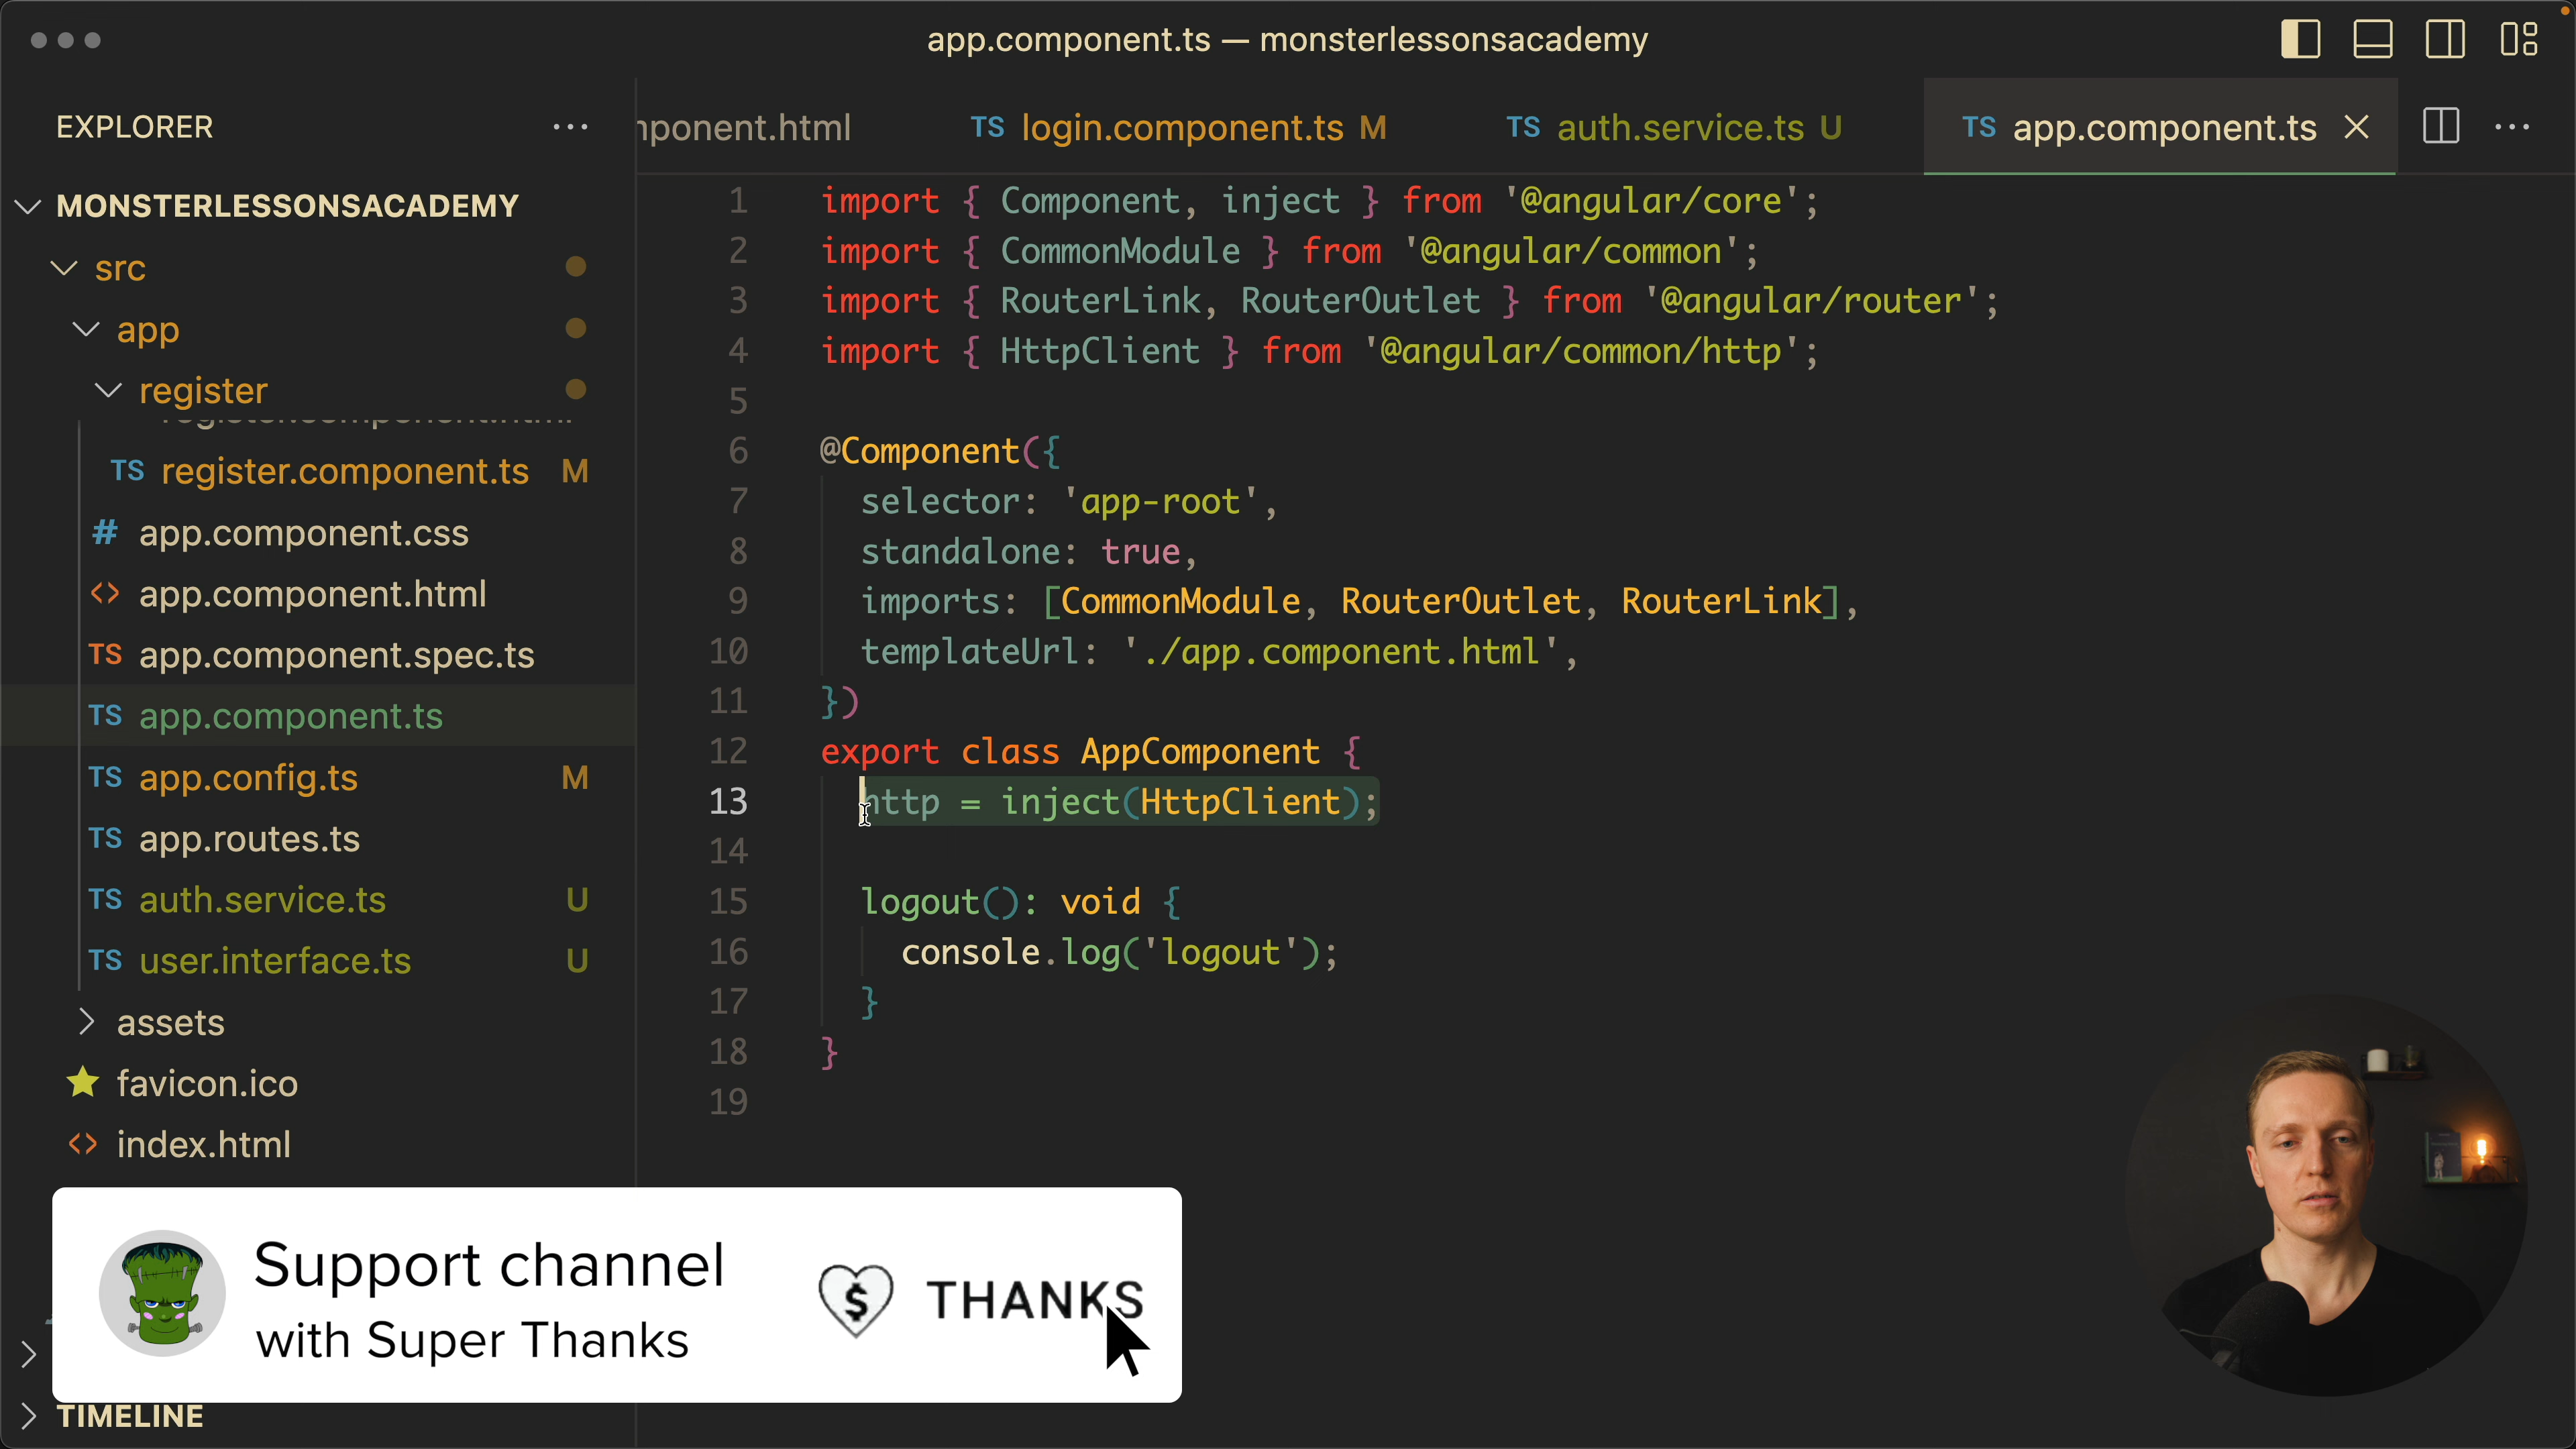 app.component.ts — monsterlessonsacademy
EXPLORER
mponent.html
TS login.component.ts M
TS auth.service.ts U
TS app.component.ts
MONSTERLESSONSACADEMY
src
app
register
register.component.html
TS register.component.ts M
# app.component.css
<> app.component.html
TS app.component.spec.ts
TS app.component.ts
TS app.config.ts M
TS app.routes.ts
TS auth.service.ts U
TS user.interface.ts U
assets
favicon.ico
<> index.html
TIMELINE
1 import { Component, inject } from '@angular/core';
2 import { CommonModule } from '@angular/common';
3 import { RouterLink, RouterOutlet } from '@angular/router';
4 import { HttpClient } from '@angular/common/http';
5
6 @Component({
7 selector: 'app-root',
8 standalone: true,
9 imports: [CommonModule, RouterOutlet, RouterLink],
10 templateUrl: './app.component.html',
11 })
12 export class AppComponent {
13 http = inject(HttpClient);
14
15 logout(): void {
16 console.log('logout');
17 }
18 }
19
Support channel
with Super Thanks
$ THANKS